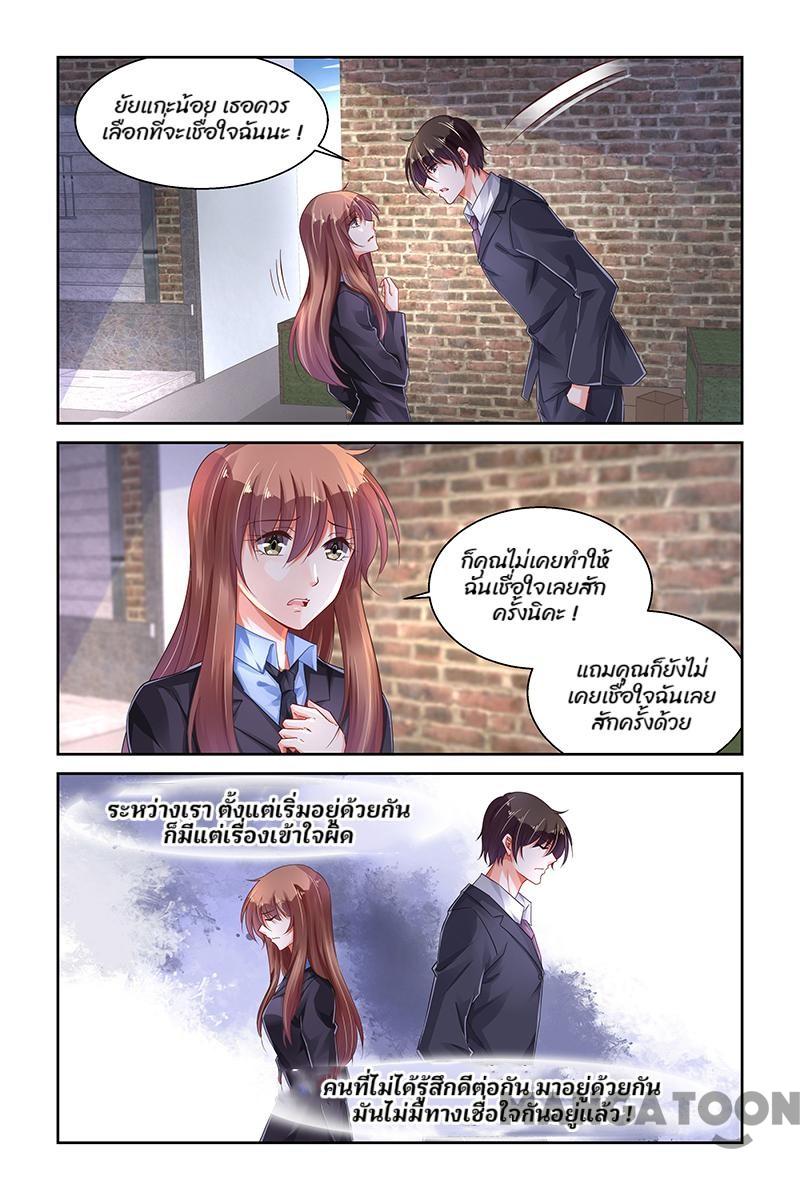 ยัยแกะน้อย เธอควร
เลือกที่จะเชื่อใจฉันนะ !
ก็คุณไม่เคยทำให้
ฉันเชื่อใจเลยสัก
ครั้งนิคะ !
แถมคุณก็ยังไม่
เคยเชื่อใจฉันเลย
สักครั้งด้วย
ระหว่างเรา ตั้งแต่เริ่มอยู่ด้วยกัน
ก็มีแต่เรื่องเข้าใจผิด
คนที่ไม่ได้รู้สึกดีต่อกัน มาอยู่ด้วยกัน
มันไม่มีทางเชื่อใจกันอยู่แล้ว !
MANGATOON